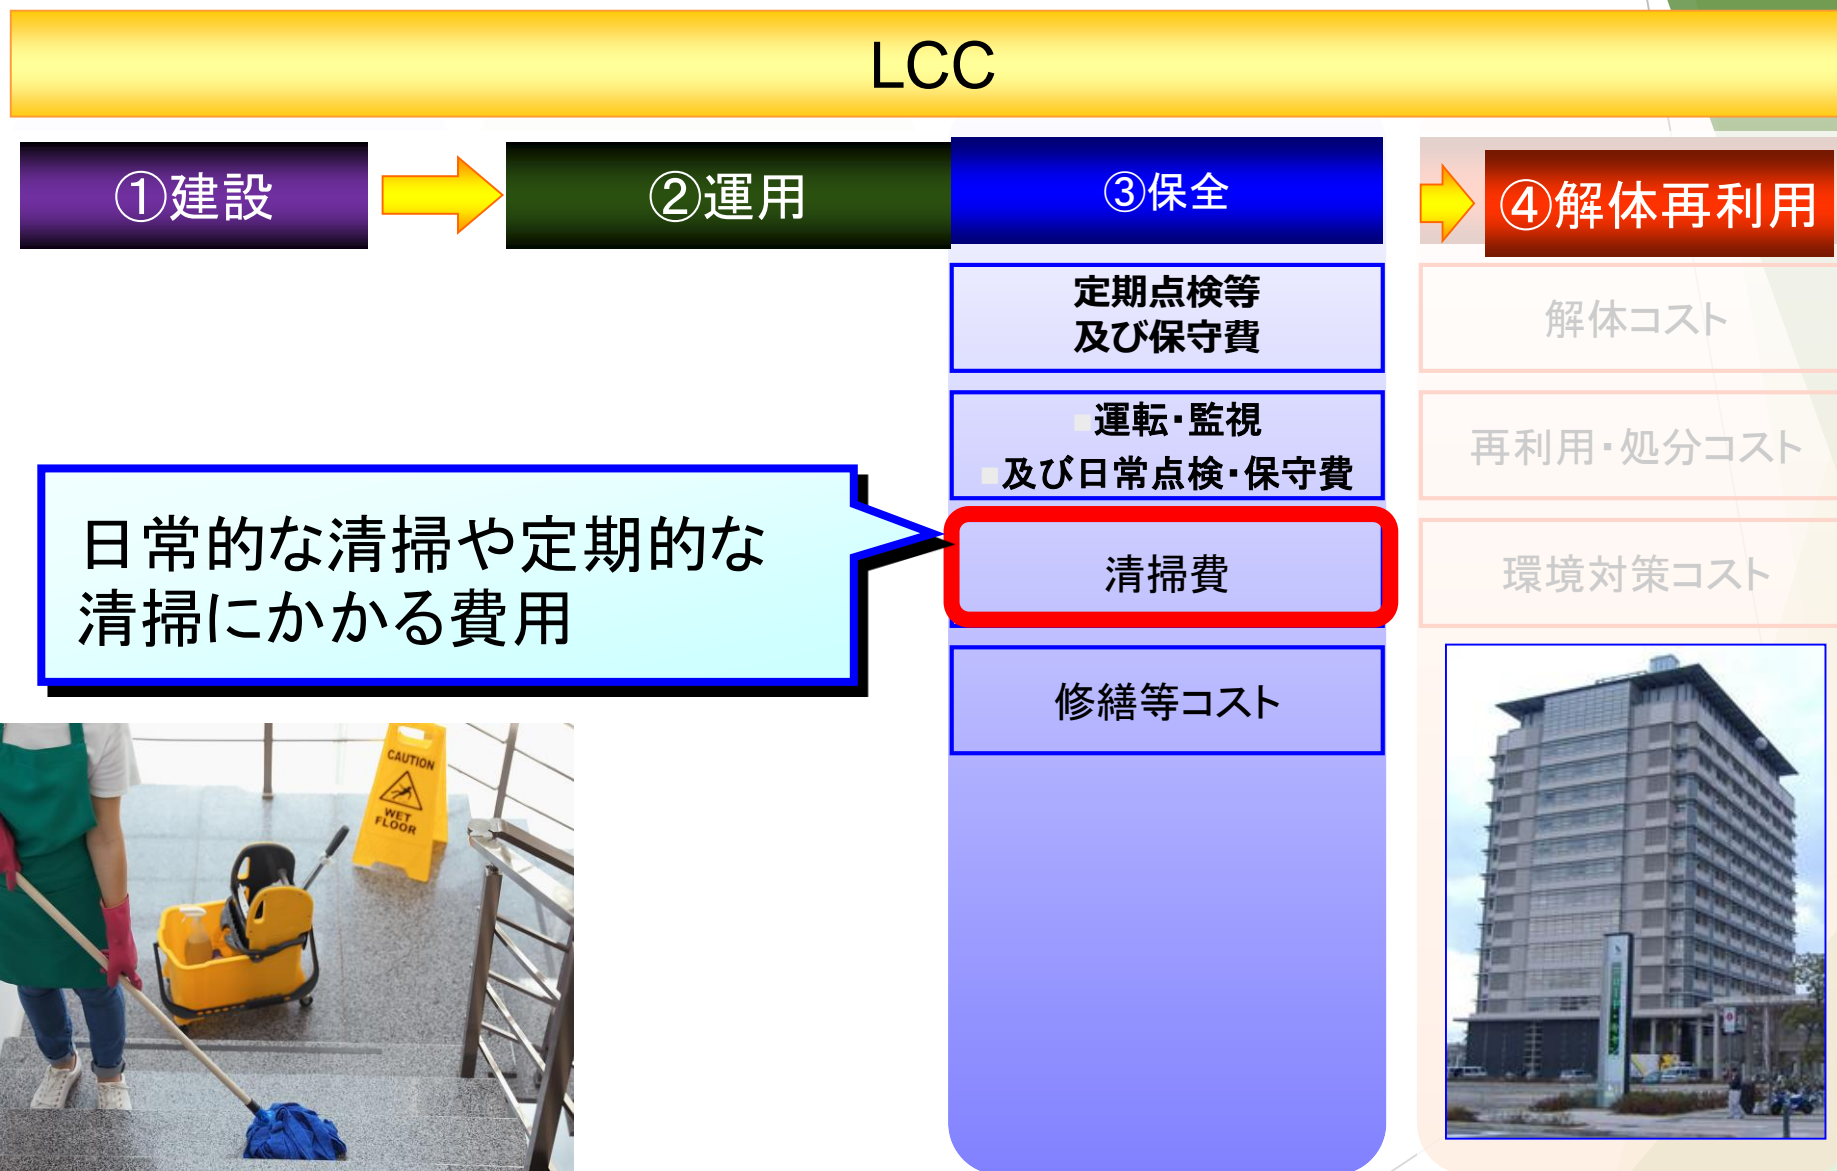 LCC
①建設
②運用
③保全
④解体再利用
定期点検等
及び保守費
■運転・監視
■及び日常点検・保守費
清掃費
修繕等コスト
解体コスト
再利用・処分コスト
環境対策コスト
日常的な清掃や定期的な
清掃にかかる費用
CAUTION
WET
FLOOR